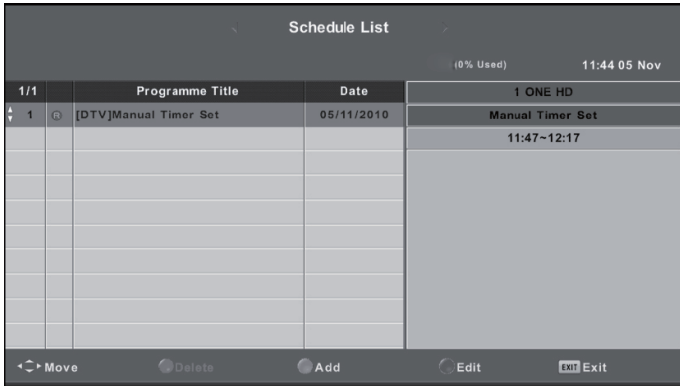 Schedule List
(0% Used) 11:44 05 Nov
1/1 Programme Title Date 1 ONE HD
1 [DTV]Manual Timer Set 05/11/2010 Manual Timer Set
11:47~12:17
Move Delete Add Edit EXIT Exit